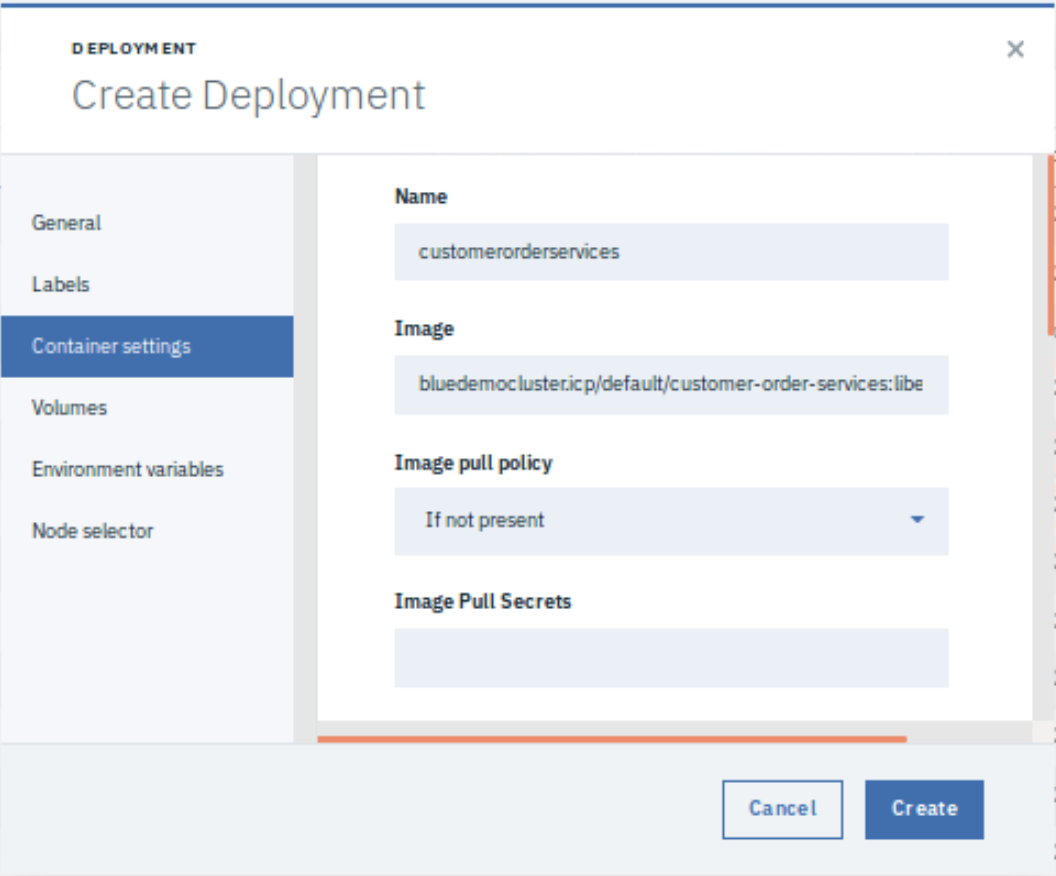 DEPLOYMENT
Create Deployment
General
Labels
Container settings
Volumes
Environment variables
Node selector
Name
customerorderservices
Image
bluedemocluster.icp/default/customer-order-services:libe
Image pull policy
If not present
Image Pull Secrets
Cancel
Create